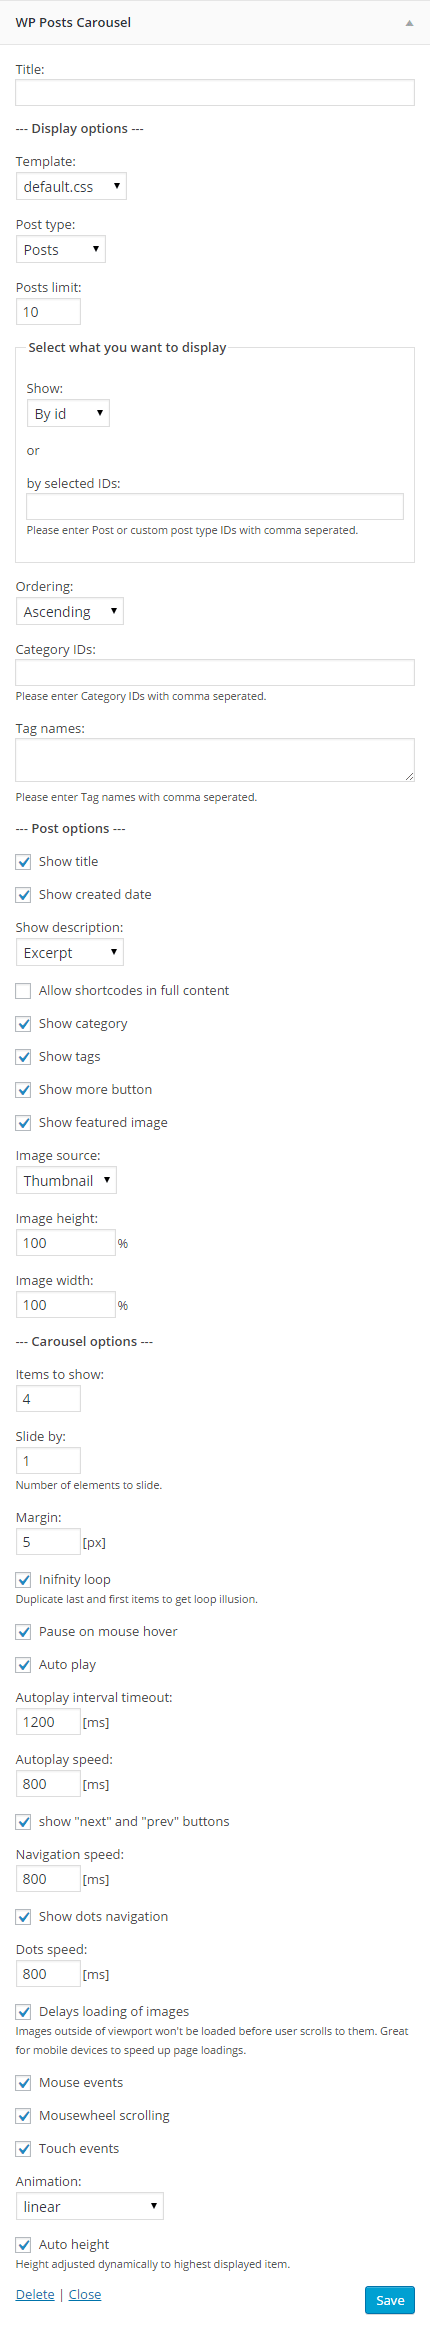 WP Posts Carousel
Title:
--- Display options ---
Template:
default.css
Post type:
Posts
Posts limit:
10
Select what you want to display
Show:
By id
or
by selected IDs:
Please enter Post or custom post type IDs with comma seperated.
Ordering:
Ascending
Category IDs:
Please enter Category IDs with comma seperated.
Tag names:
Please enter Tag names with comma seperated.
--- Post options ---
Show title
Show created date
Show description:
Excerpt
Allow shortcodes in full content
Show category
Show tags
Show more button
Show featured image
Image source:
Thumbnail
Image height:
100 %
Image width:
100 %
--- Carousel options ---
Items to show:
4
Slide by:
1
Number of elements to slide.
Margin:
5 [px]
Inifnity loop
Duplicate last and first items to get loop illusion.
Pause on mouse hover
Auto play
Autoplay interval timeout:
1200 [ms]
Autoplay speed:
800 [ms]
show "next" and "prev" buttons
Navigation speed:
800 [ms]
Show dots navigation
Dots speed:
800 [ms]
Delays loading of images
Images outside of viewport won't be loaded before user scrolls to them. Great
for mobile devices to speed up page loadings.
Mouse events
Mousewheel scrolling
Touch events
Animation:
linear
Auto height
Height adjusted dynamically to highest displayed item.
Delete | Close Save